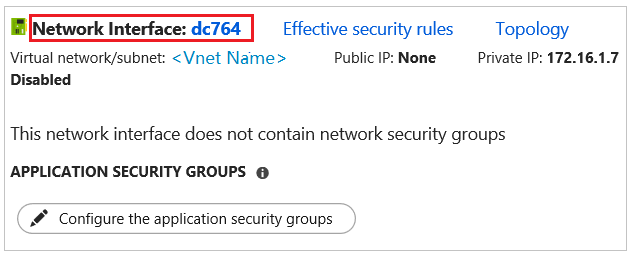 Network Interface: dc764 Effective security rules Topology
Virtual network/subnet: <Vnet Name> Public IP: None Private IP: 172.16.1.7
Disabled
This network interface does not contain network security groups
APPLICATION SECURITY GROUPS
Configure the application security groups